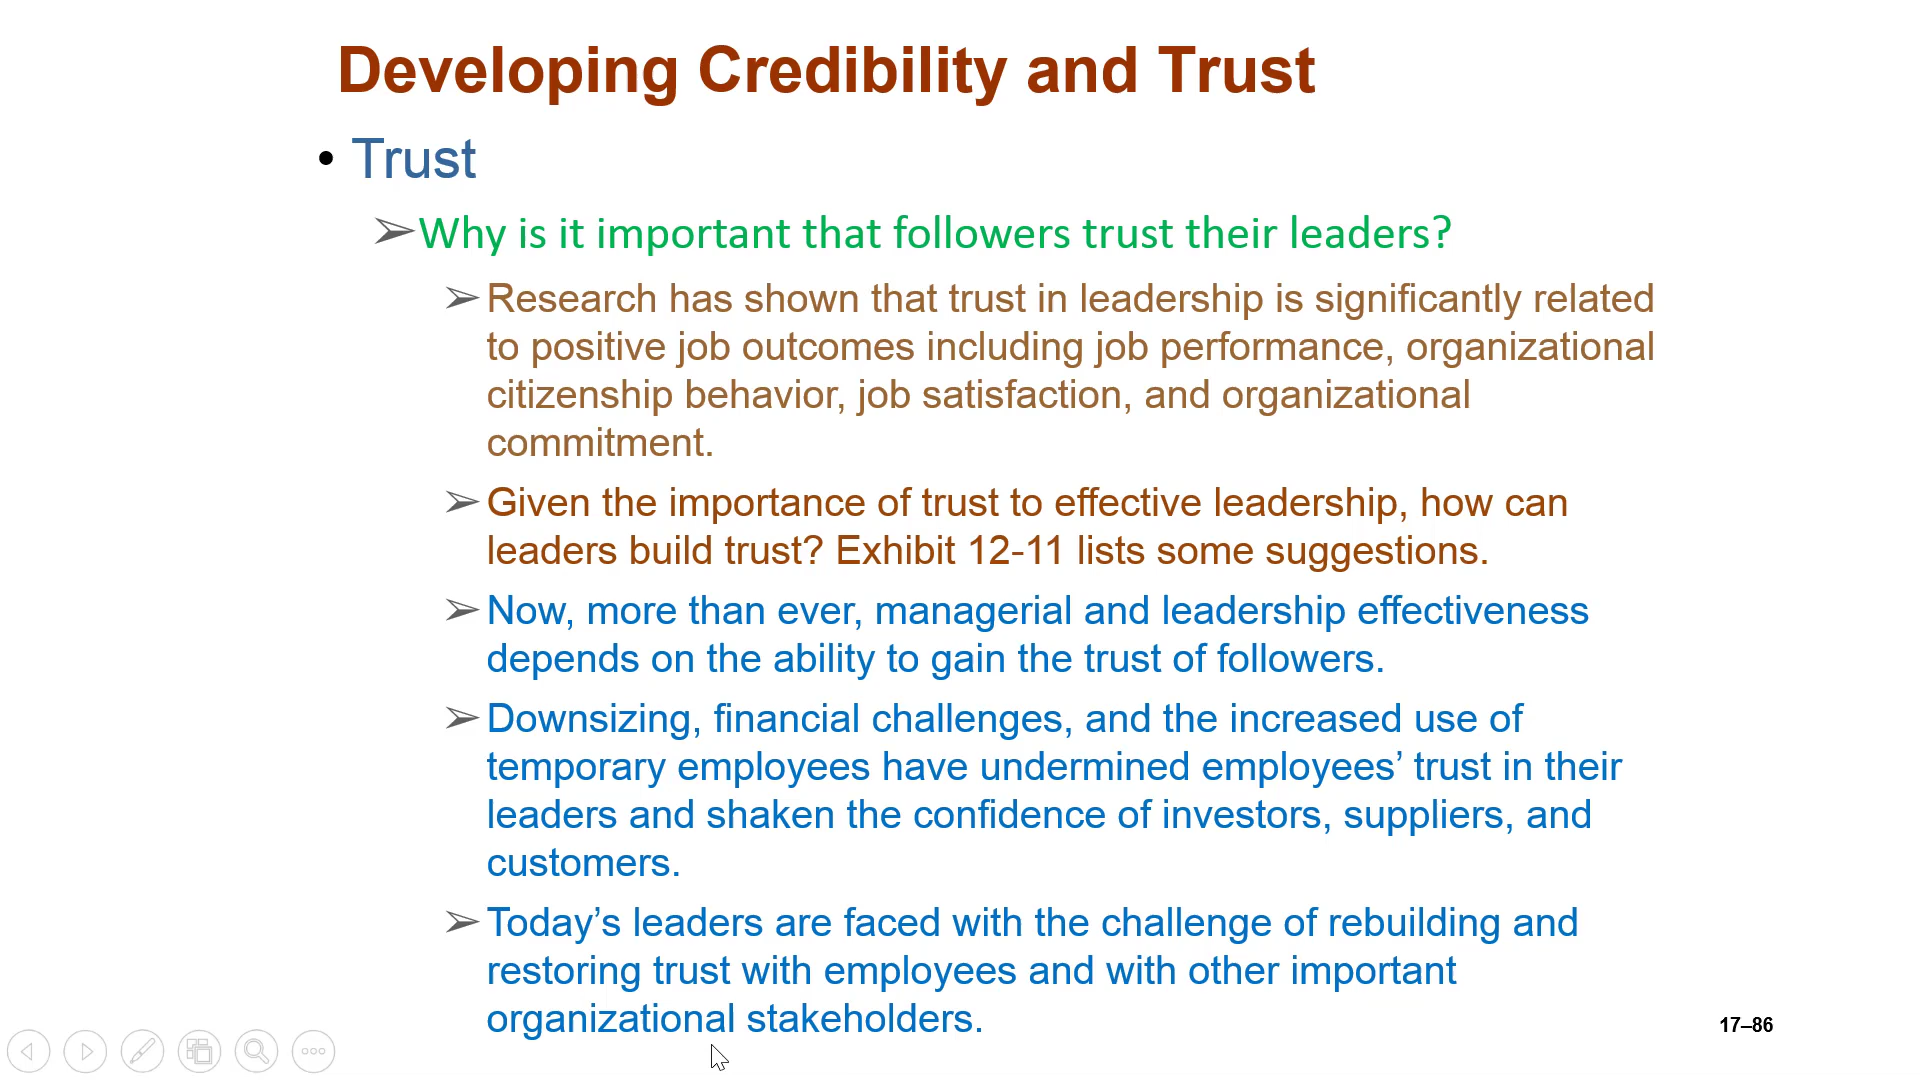 Developing Credibility and Trust
• Trust
➢Why is it important that followers trust their leaders?
➢Research has shown that trust in leadership is significantly related
to positive job outcomes including job performance, organizational
citizenship behavior, job satisfaction, and organizational
commitment.
➢Given the importance of trust to effective leadership, how can
leaders build trust? Exhibit 12-11 lists some suggestions.
➢Now, more than ever, managerial and leadership effectiveness
depends on the ability to gain the trust of followers.
➢Downsizing, financial challenges, and the increased use of
temporary employees have undermined employees’ trust in their
leaders and shaken the confidence of investors, suppliers, and
customers.
➢Today’s leaders are faced with the challenge of rebuilding and
restoring trust with employees and with other important
organizational stakeholders.
17–86